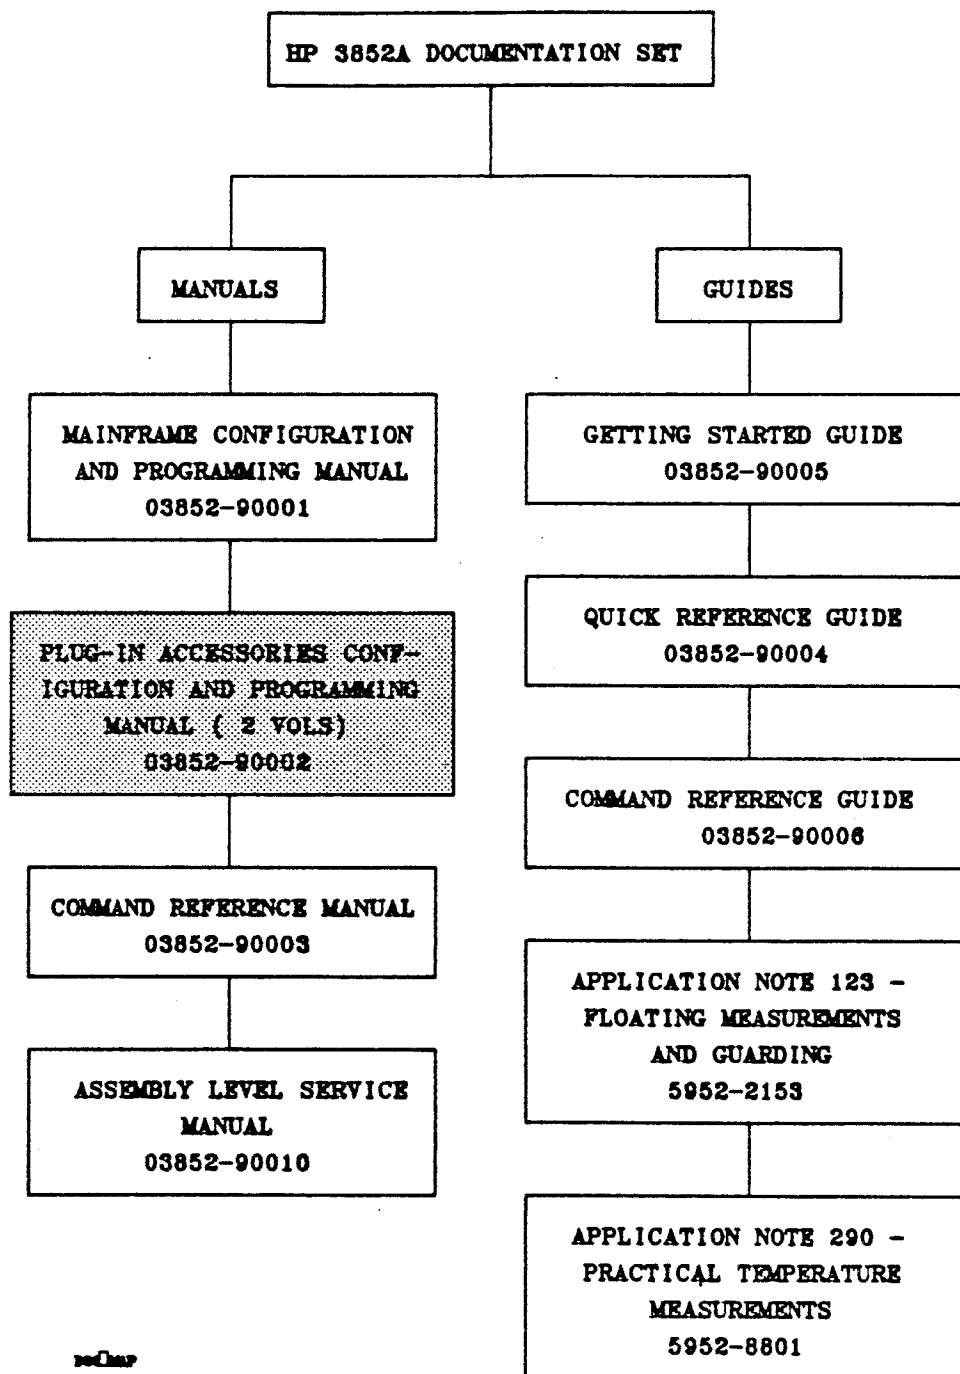 HP 3852A DOCUMENTATION SET
MANUALS
MAINFRAME CONFIGURATION
AND PROGRAMMING MANUAL
03852-90001
PLUG-IN ACCESSORIES CONF-
IGURATION AND PROGRAMMING
MANUAL ( 2 VOLS)
03852-90002
COMMAND REFERENCE MANUAL
03852-90003
ASSEMBLY LEVEL SERVICE
MANUAL
03852-90010
GUIDES
GETTING STARTED GUIDE
03852-90005
QUICK REFERENCE GUIDE
03852-90004
COMMAND REFERENCE GUIDE
03852-90006
APPLICATION NOTE 123 -
FLOATING MEASUREMENTS
AND GUARDING
5952-2153
APPLICATION NOTE 290 -
PRACTICAL TEMPERATURE
MEASUREMENTS
5952-8801